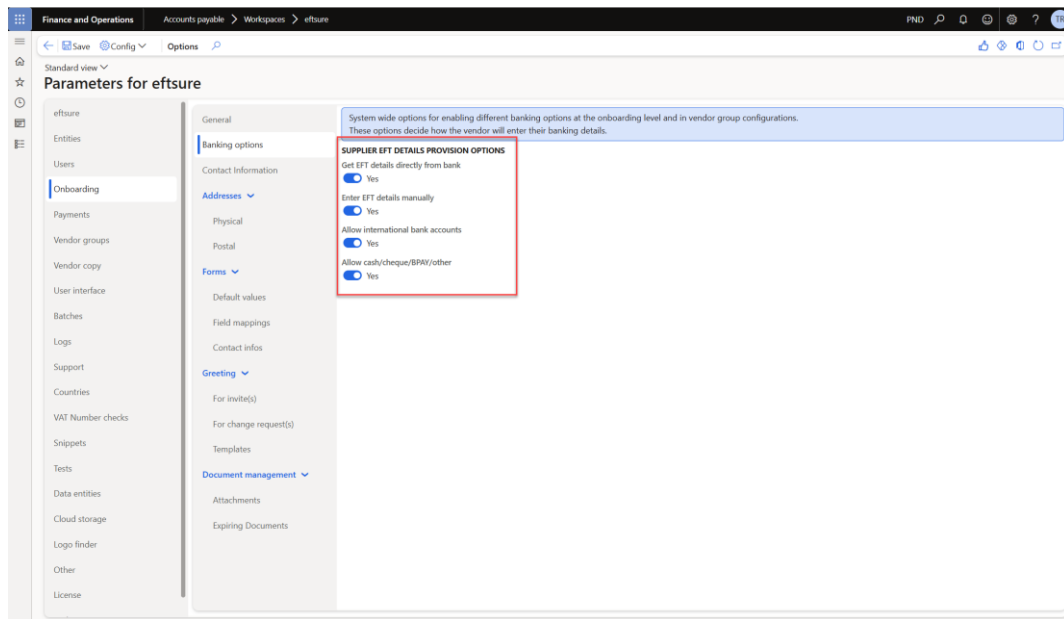 Finance and Operations
Accounts payable > Workspaces > eftsure
PND
?
TR
Save
Config
Options
Standard view
Parameters for eftsure
eftsure
Entities
Users
Onboarding
Payments
Vendor groups
Vendor copy
User interface
Batches
Logs
Support
Countries
VAT Number checks
Snippets
Tests
Data entities
Cloud storage
Logo finder
Other
License
General
Banking options
Contact Information
Addresses
Physical
Postal
Forms
Default values
Field mappings
Contact infos
Greeting
For invite(s)
For change request(s)
Templates
Document management
Attachments
Expiring Documents
System wide options for enabling different banking options at the onboarding level and in vendor group configurations.
These options decide how the vendor will enter their banking details.
SUPPLIER EFT DETAILS PROVISION OPTIONS
Get EFT details directly from bank
Yes
Enter EFT details manually
Yes
Allow international bank accounts
Yes
Allow cash/cheque/BPAY/other
Yes